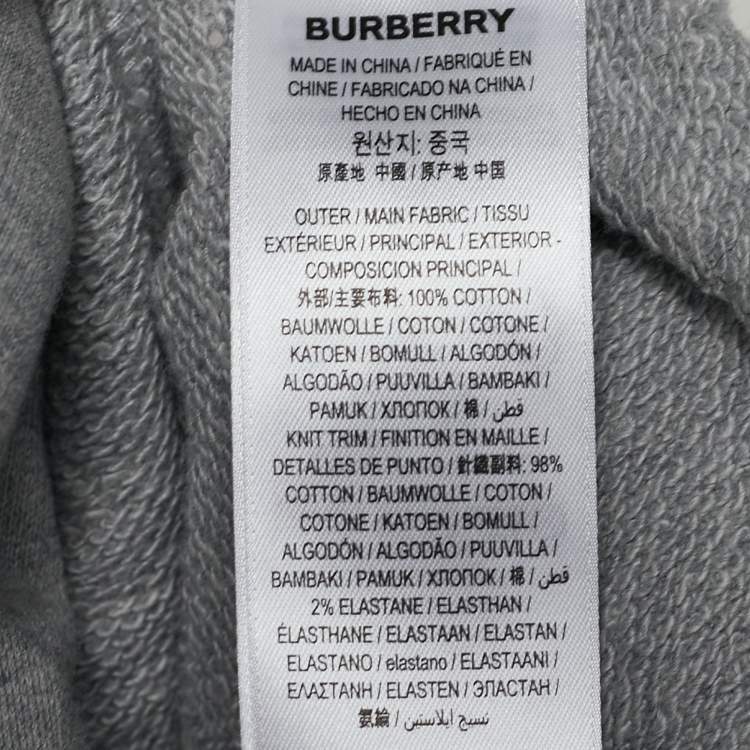 BURBERRY
MADE IN CHINA / FABRIQUÉ EN
CHINE / FABRICADO NA CHINA /
HECHO EN CHINA
원산지: 중국
原產地 中國 / 原产地 中国
OUTER / MAIN FABRIC / TISSU
EXTÉRIEUR / PRINCIPAL / EXTERIOR -
COMPOSICION PRINCIPAL /
外部/主要布料: 100% COTTON /
BAUMWOLLE / COTON / COTONE /
KATOEN / BOMULL / ALGODÓN /
ALGODÃO / PUUVILLA / BAMBAKI /
PAMUK / ХЛОПОК / 棉 / قطن
KNIT TRIM / FINITION EN MAILLE /
DETALLES DE PUNTO / 針織副料: 98%
COTTON / BAUMWOLLE / COTON /
COTONE / KATOEN / BOMULL /
ALGODÓN / ALGODÃO / PUUVILLA /
BAMBAKI / PAMUK / ХЛОПОК / 棉 / قطن
2% ELASTANE / ELASTHAN /
ÉLASTHANE / ELASTAAN / ELASTAN /
ELASTANO / elastano / ELASTAANI /
ΕΛΑΣΤΑΝΗ / ELASTEN / ЭЛАСТАН /
氨綸 / نسيج ايلاستين